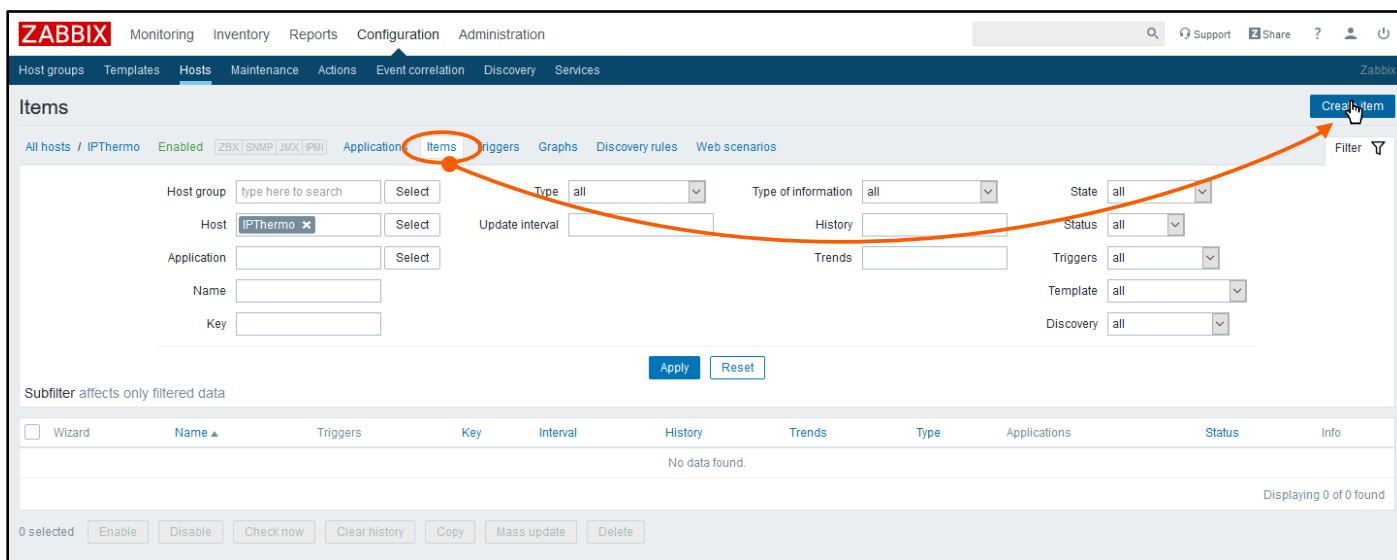 ZABBIX Monitoring Inventory Reports Configuration Administration Support Z Share ?
Host groups Templates Hosts Maintenance Actions Event correlation Discovery Services Zabbix
Items Create item
All hosts / IPThermo Enabled ZBX SNMP JMX IPMI Applications Items Triggers Graphs Discovery rules Web scenarios Filter
Host group type here to search Select Type all Type of information all State all
Host IPThermo Select Update interval History Status all
Application Select Trends Triggers all
Name Template all
Key Discovery all
Apply Reset
Subfilter affects only filtered data
Wizard Name Triggers Key Interval History Trends Type Applications Status Info
No data found.
Displaying 0 of 0 found
0 selected Enable Disable Check now Clear history Copy Mass update Delete